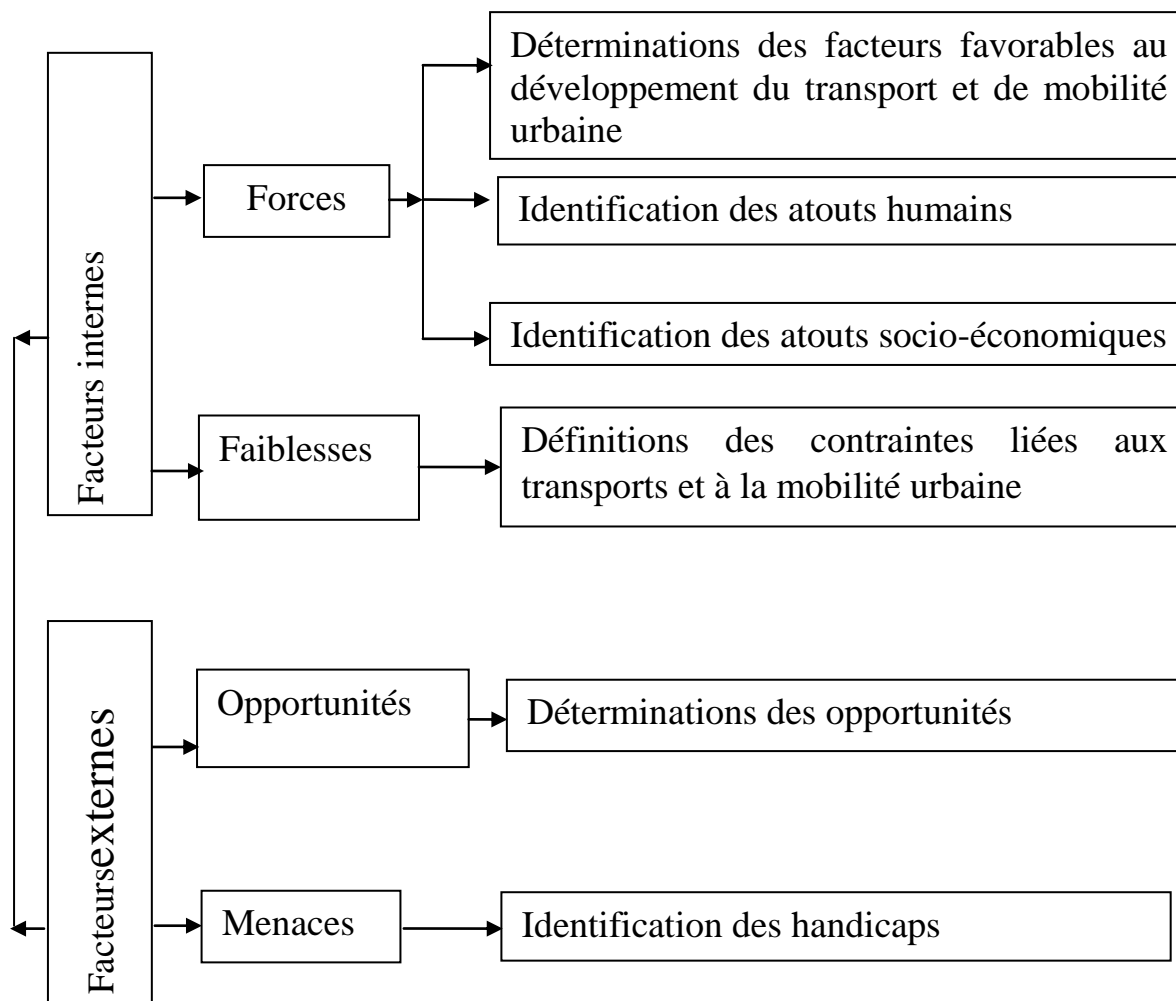 Facteurs internes
Forces
Déterminations des facteurs favorables au
développement du transport et de mobilité
urbaine
Identification des atouts humains
Identification des atouts socio-économiques
Faiblesses
Définitions des contraintes liées aux
transports et à la mobilité urbaine
Facteursexternes
Opportunités
Déterminations des opportunités
Menaces
Identification des handicaps